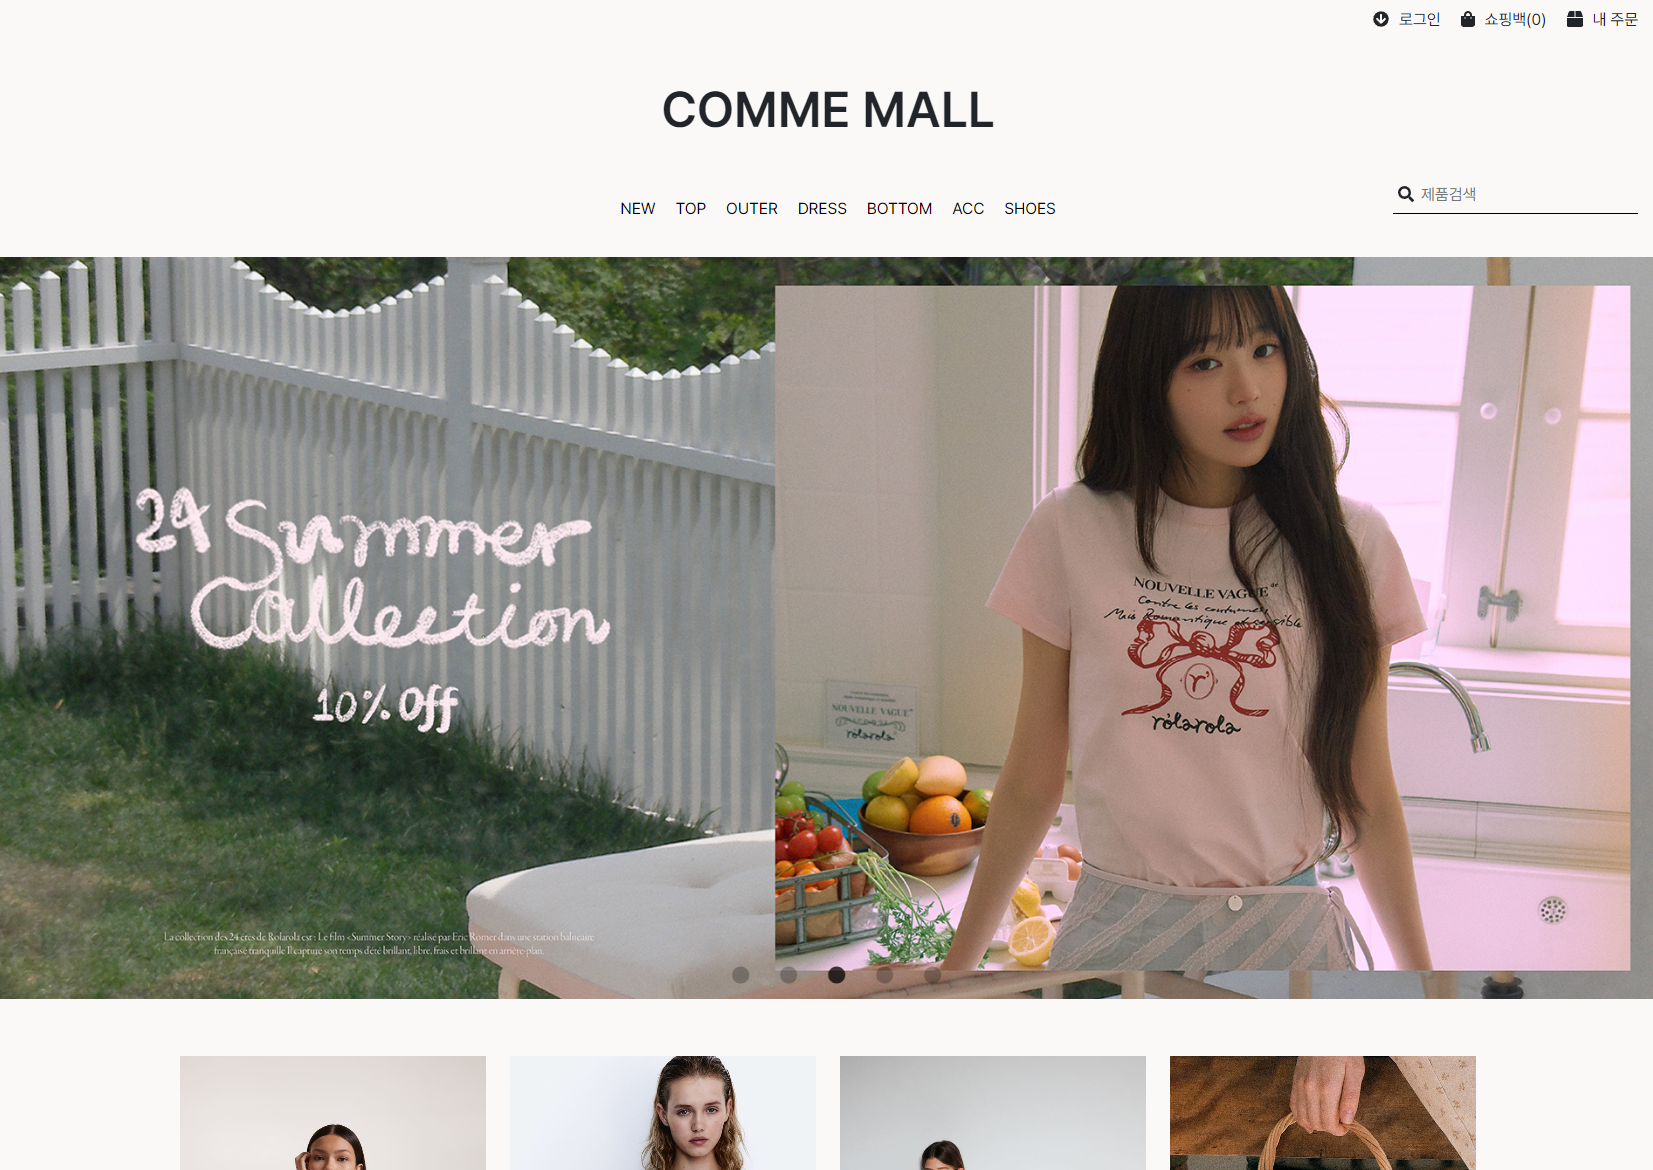 로그인 쇼핑백(0) 내 주문
COMME MALL
제품검색
NEW TOP OUTER DRESS BOTTOM ACC SHOES
24 Summer
Collection
10% Off
NOUVELLE VAGUE
Contre les coutumes,
Mais Romantique et sensible
r'
rolarola
NOUVELLE VAGUE
rolarola
La collection des 24 étés de Rolarola est : Le film <Summer Story> réalisé par Eric Romer dans une station balnéaire
française tranquille Il capture son temps d'été brillant, libre, frais et brillant en arrière-plan.